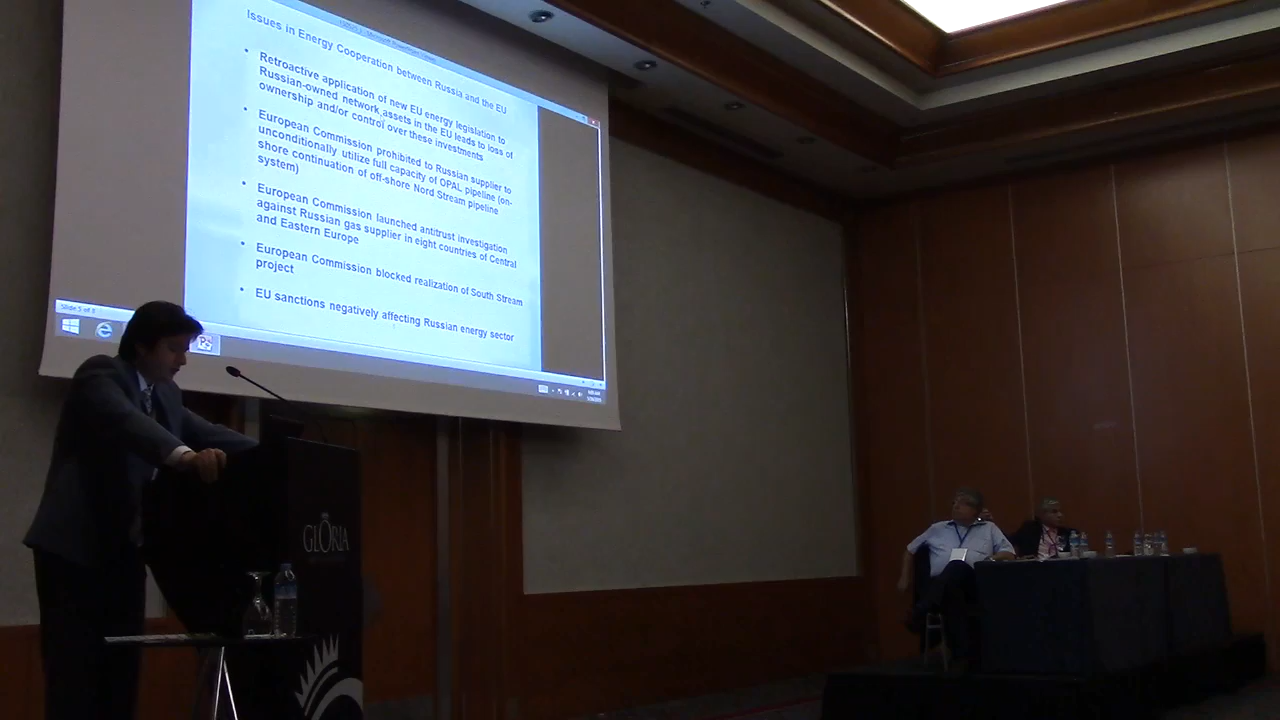 Issues in Energy Cooperation between Russia and the EU
• Retroactive application of new EU energy legislation to
Russian-owned network assets in the EU leads to loss of
ownership and/or control over these investments
• European Commission prohibited to Russian supplier to
unconditionally utilize full capacity of OPAL pipeline (on-
shore continuation of off-shore Nord Stream pipeline
system)
• European Commission launched antitrust investigation
against Russian gas supplier in eight countries of Central
and Eastern Europe
• European Commission blocked realization of South Stream
project
• EU sanctions negatively affecting Russian energy sector
Slide 5 of 8
GLORIA